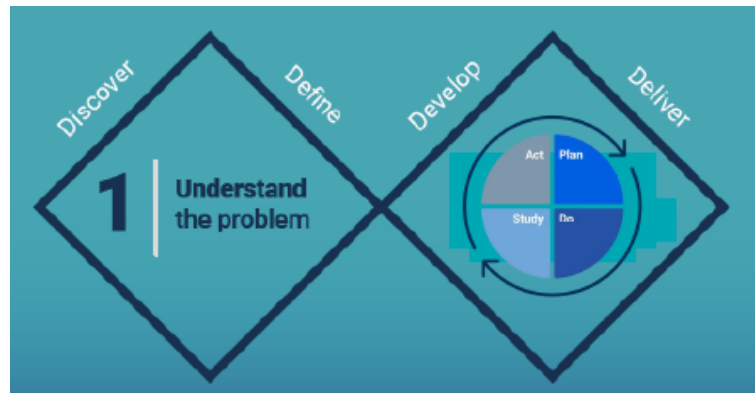 Discover
Define
Develop
Deliver
1
Understand
the problem
Act
Plan
Study
Do